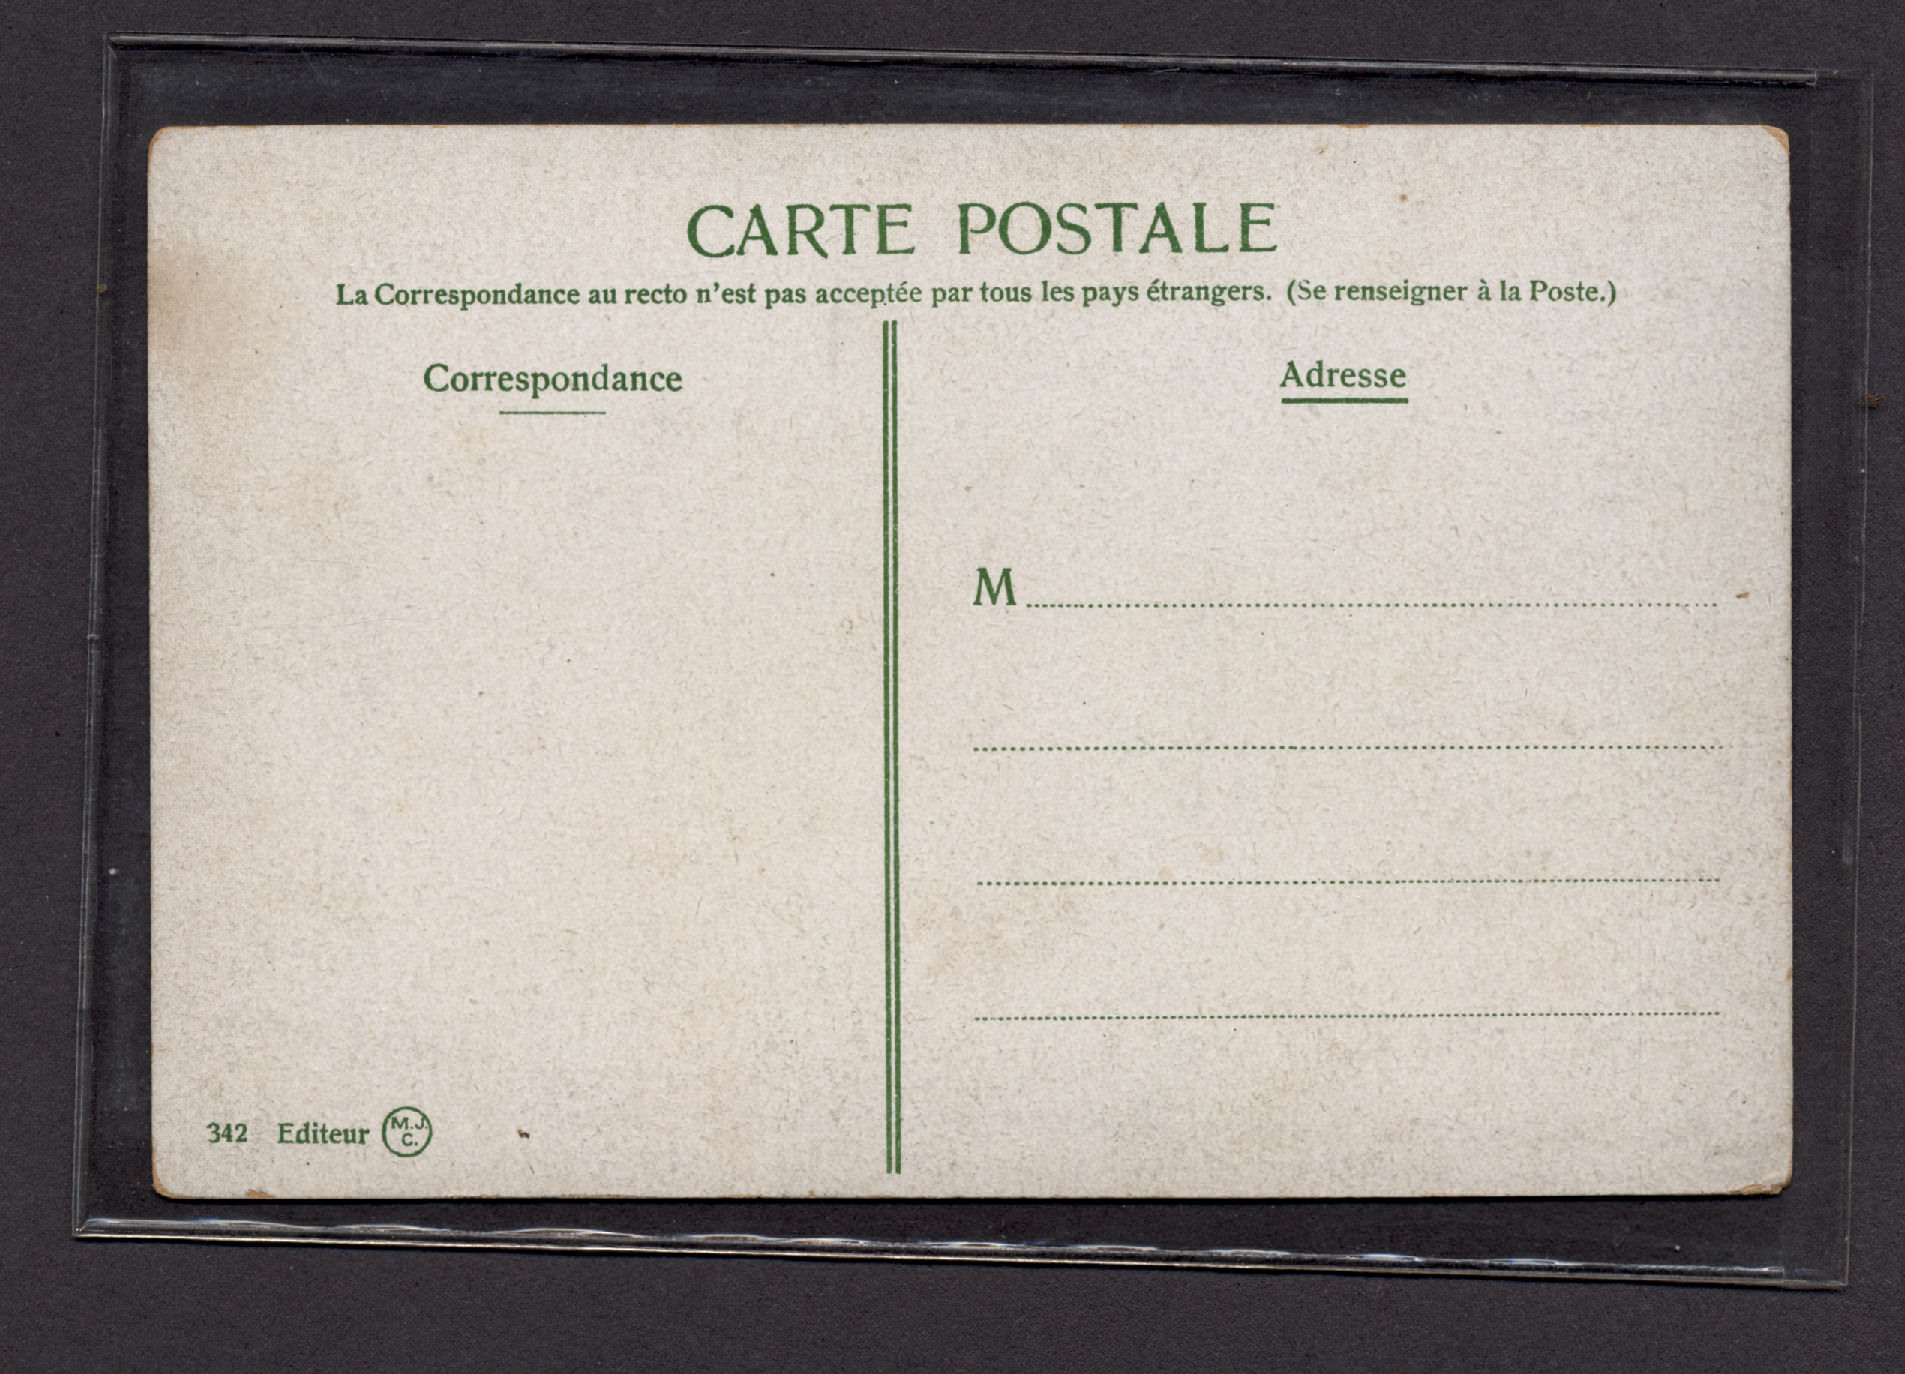 CARTE POSTALE
La Correspondance au recto n'est pas acceptée par tous les pays étrangers. (Se renseigner à la Poste.)
Correspondance
Adresse
M
342 Editeur M.J.C.